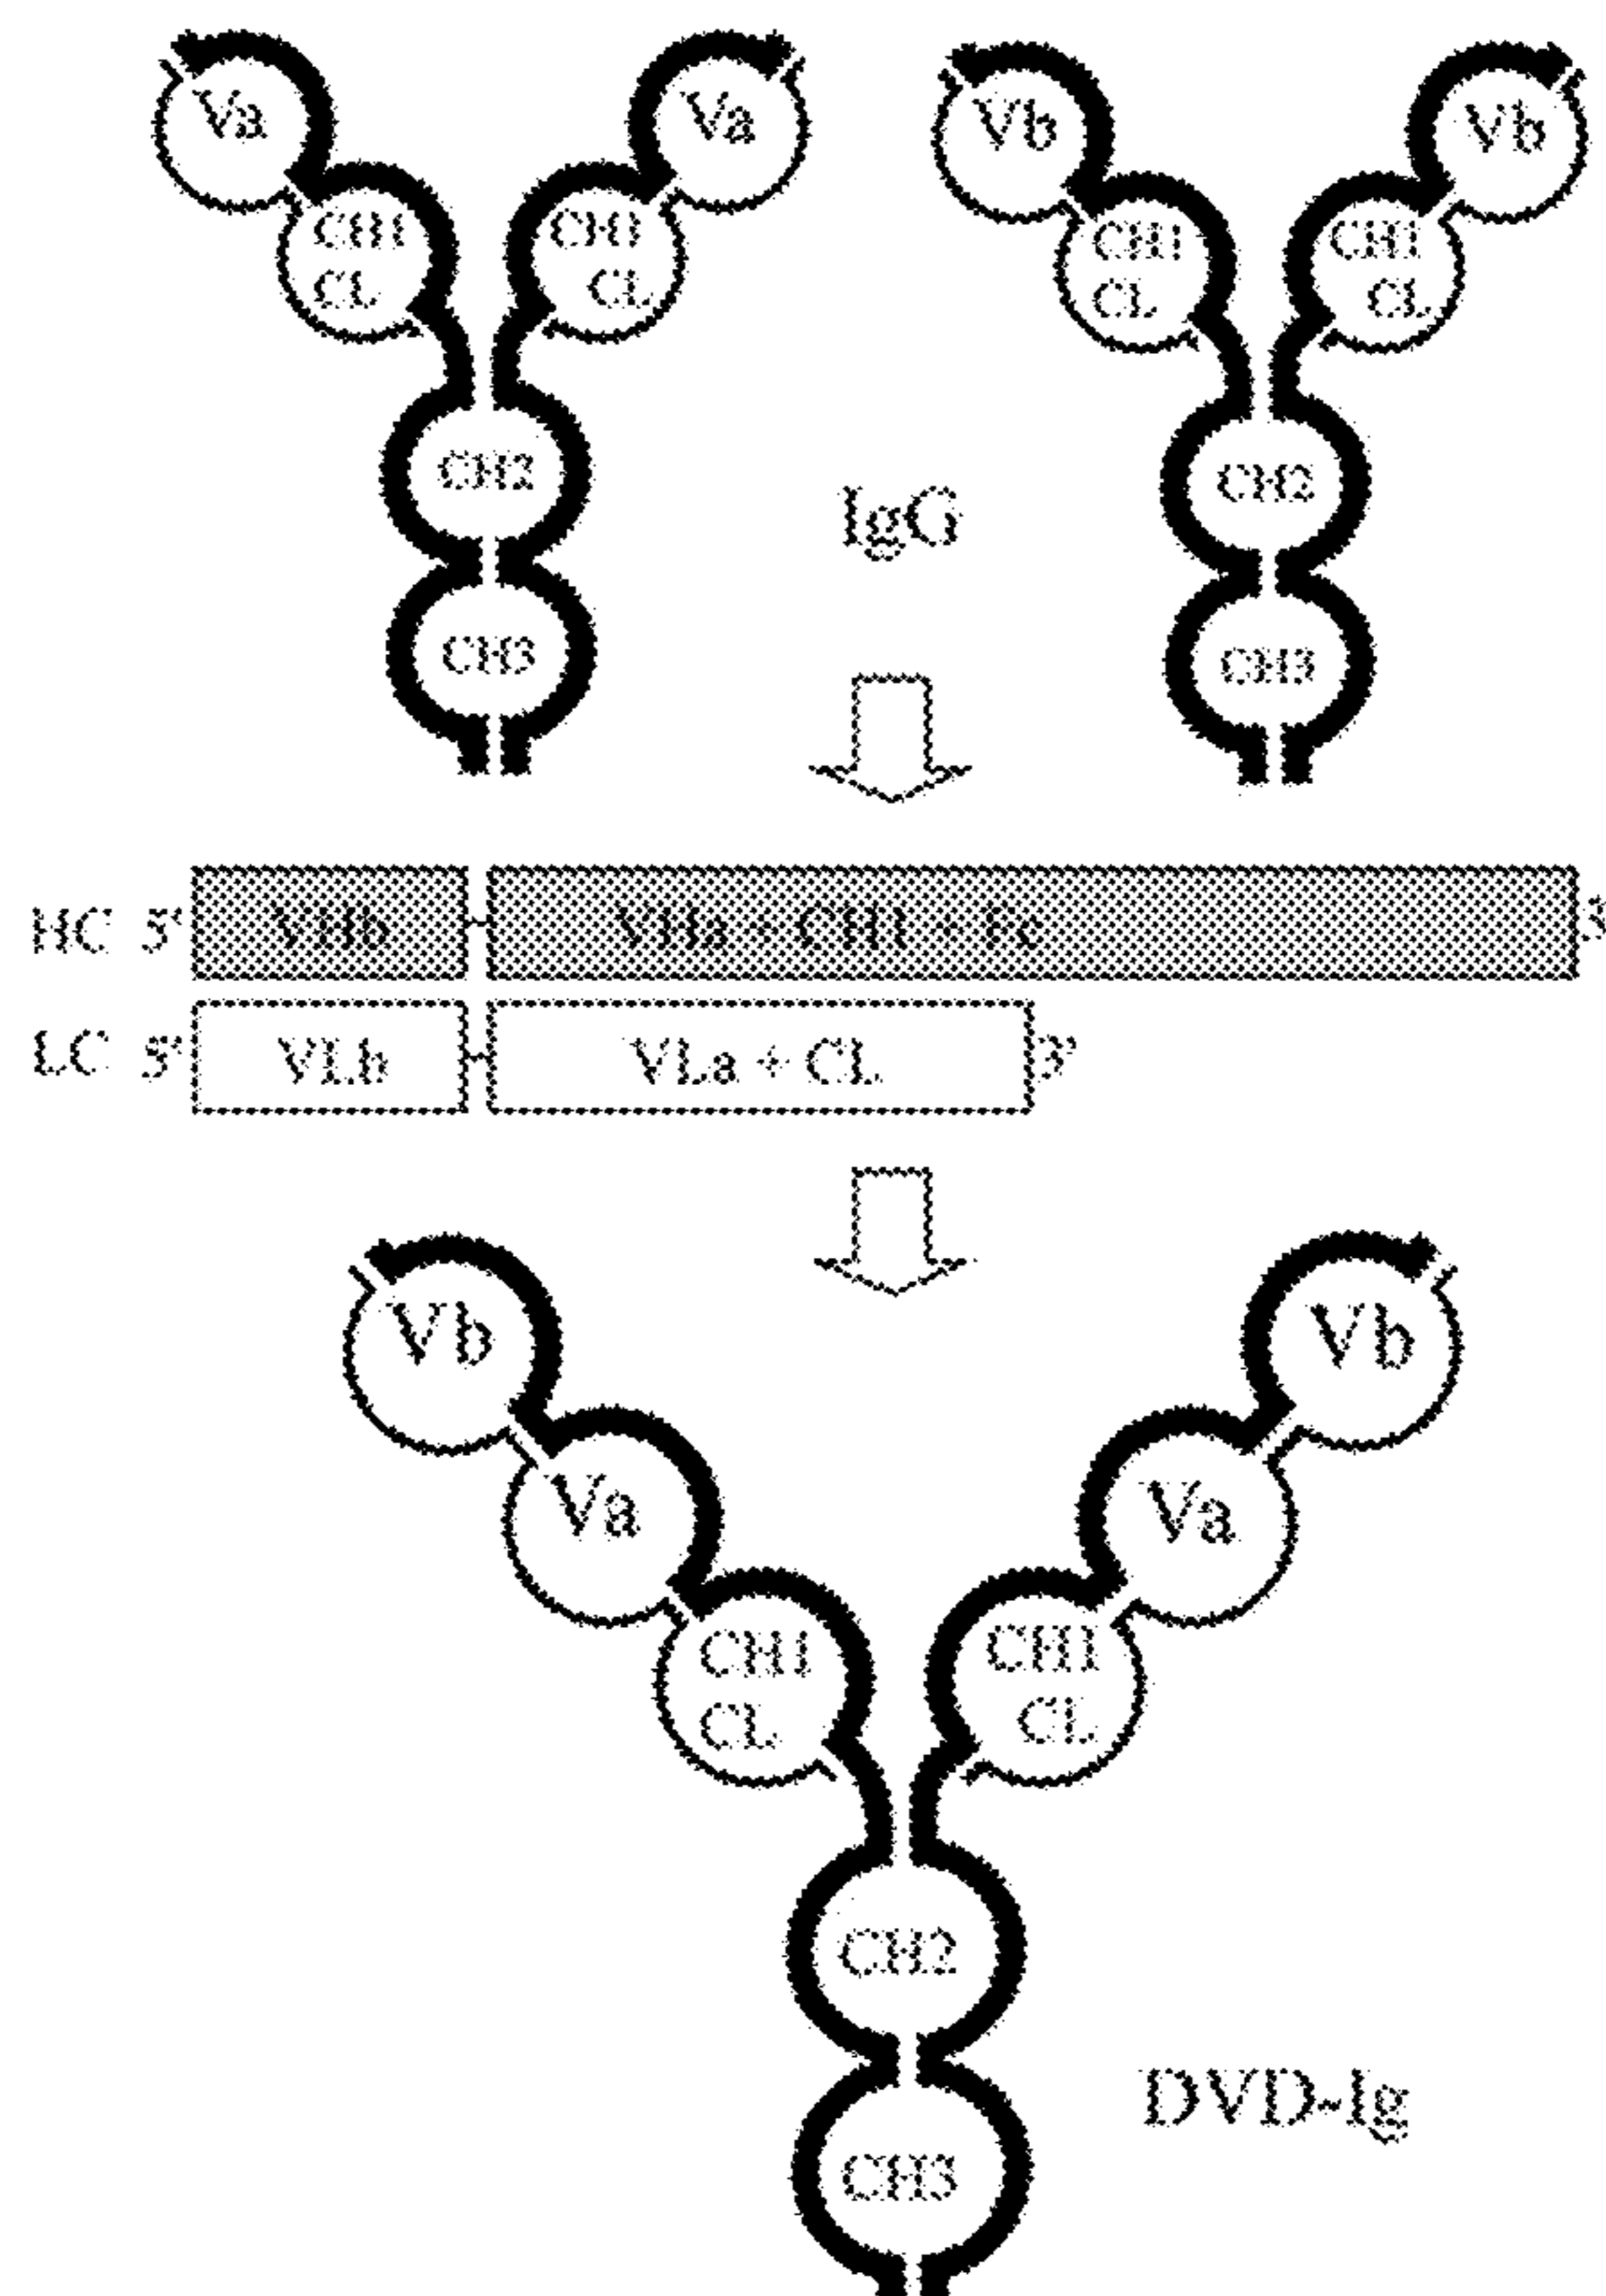 Va Va Vb Vb
CH1 CH1 CH1 CH1
CL CL CL CL
CH2 CH2
IgG
CH3 CH3
HC 5' VHb VHa + CH1 + Fc 3'
LC 5' VLb VLa + CL 3'
Vb Vb
Va Va
CH1 CH1
CL CL
CH2
DVD-Ig
CH3